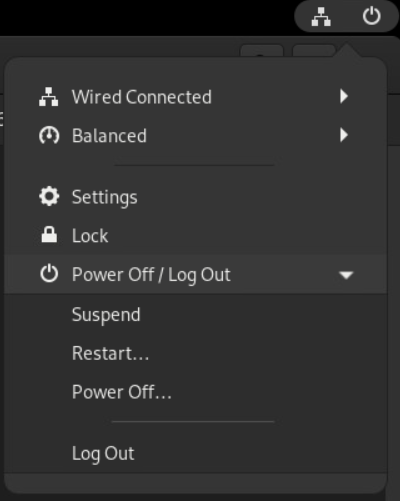 Wired Connected
Balanced
Settings
Lock
Power Off / Log Out
Suspend
Restart...
Power Off...
Log Out